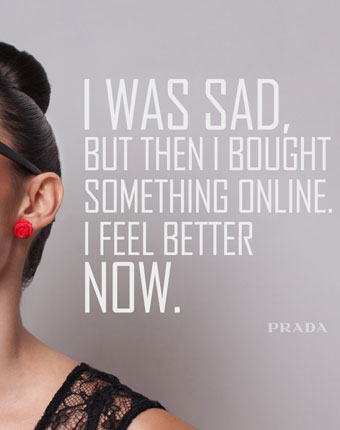 I WAS SAD,
BUT THEN I BOUGHT
SOMETHING ONLINE.
I FEEL BETTER
NOW.
PRADA